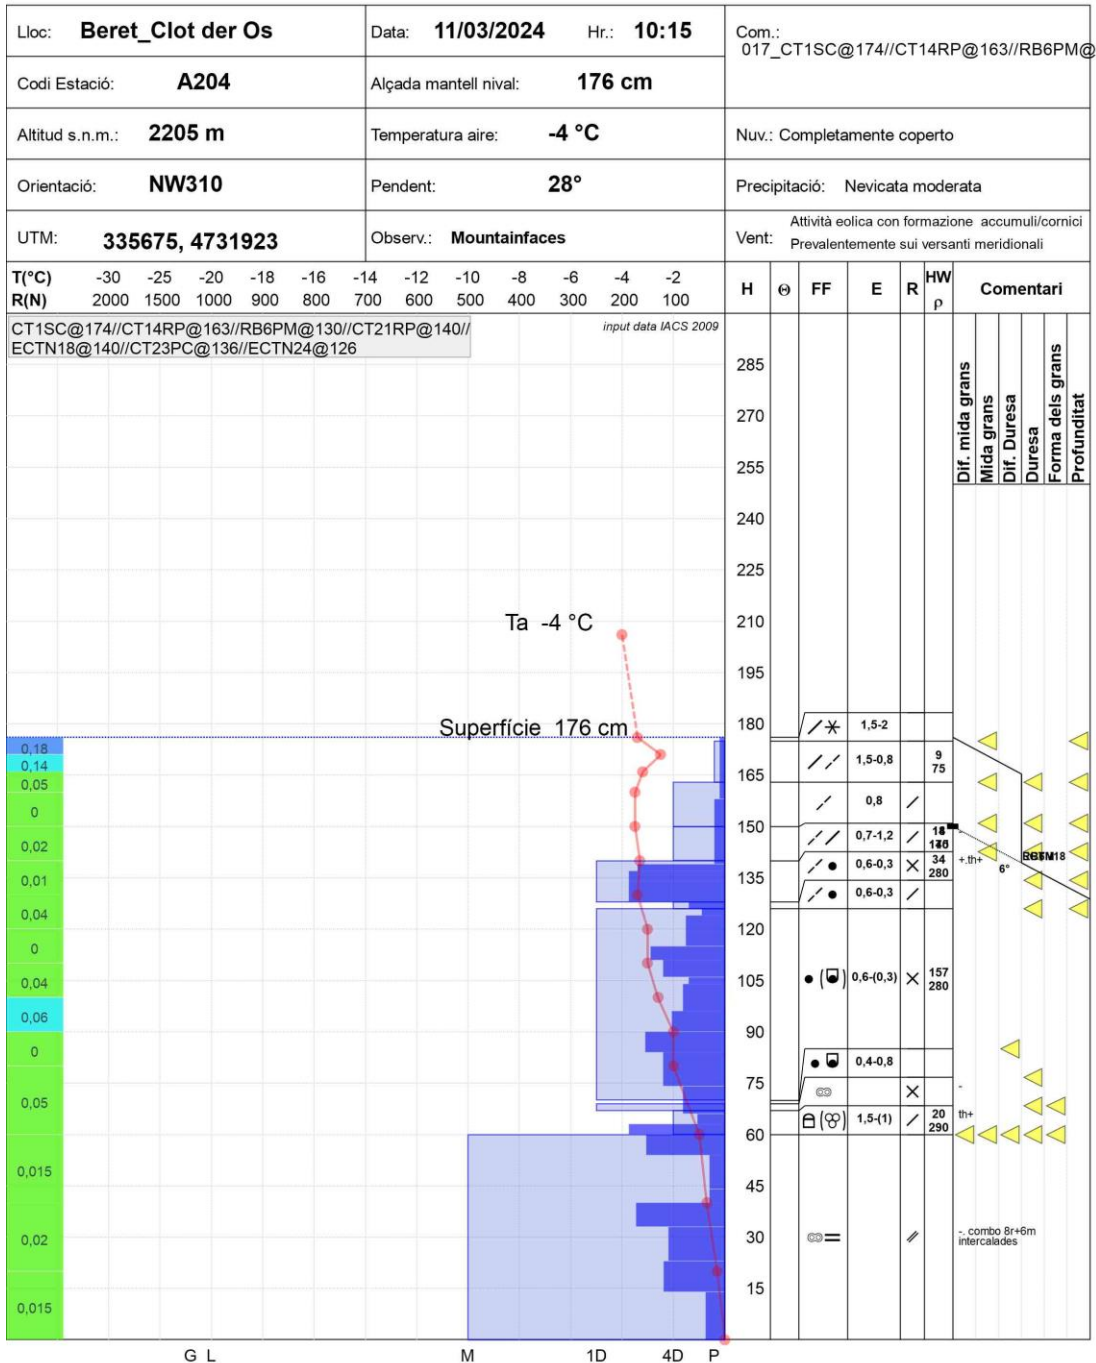 Lloc: Beret_Clot der Os Data: 11/03/2024 Hr.: 10:15 Com.:
017_CT1SC@174//CT14RP@163//RB6PM@
Codi Estació: A204 Alçada mantell nival: 176 cm
Altitud s.n.m.: 2205 m Temperatura aire: -4 °C Nuv.: Completamente coperto
Orientació: NW310 Pendent: 28° Precipitació: Nevicata moderata
UTM: 335675, 4731923 Observ.: Mountainfaces Vent: Attività eolica con formazione accumuli/cornici
Prevalentemente sui versanti meridionali
T(°C) -30 -25 -20 -18 -16 -14 -12 -10 -8 -6 -4 -2
R(N) 2000 1500 1000 900 800 700 600 500 400 300 200 100
H Θ FF E R HW ρ Comentari
CT1SC@174//CT14RP@163//RB6PM@130//CT21RP@140//
ECTN18@140//CT23PC@136//ECTN24@126
input data IACS 2009
Dif. mida grans
Mida grans
Dif. Duresa
Duresa
Forma dels grans
Profunditat
285
270
255
240
225
210
195
180
165
150
135
120
105
90
75
60
45
30
15
Ta -4 °C
Superfície 176 cm
0,18
0,14
0,05
0
0,02
0,01
0,04
0
0,04
0,06
0
0,05
0,015
0,02
0,015
1,5-2
1,5-0,8 9
75
0,8
0,7-1,2
0,6-0,3 34
280
+.th+
6°
0,6-0,3
0,6-(0,3) 157
280
0,4-0,8
-
1,5-(1) 20
290
th+
-. combo 8r+6m
intercalades
G L M 1D 4D P